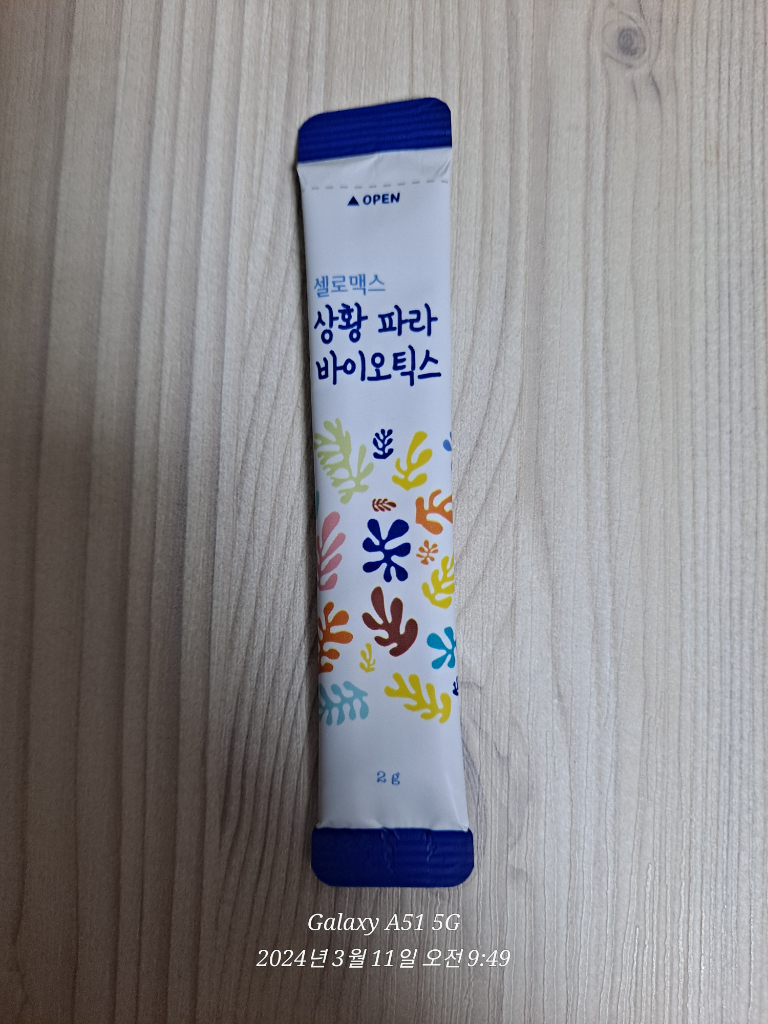 ▲ OPEN
셀로맥스
상황 파라
바이오틱스
2 g
Galaxy A51 5G
2024년 3월 11일 오전 9:49